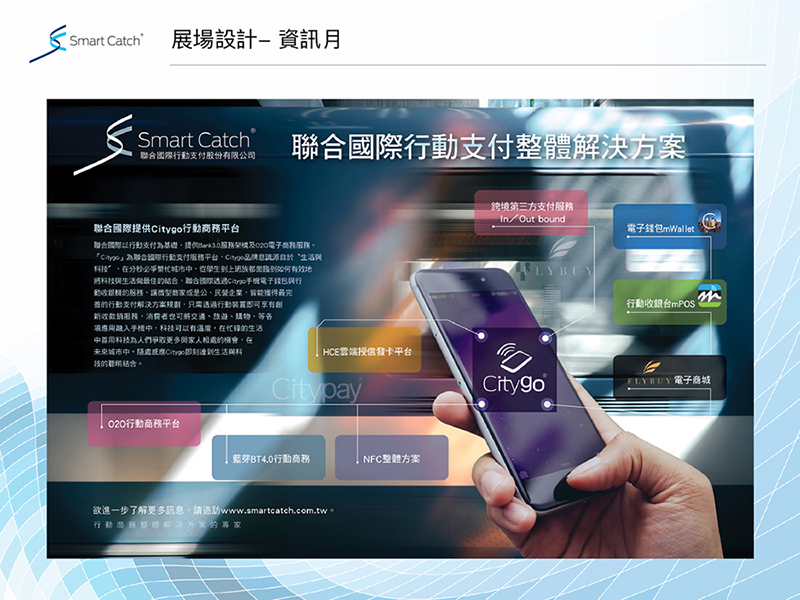 Smart Catch®
展場設計– 資訊月
Smart Catch®
聯合國際行動支付股份有限公司
聯合國際行動支付整體解決方案
跨境第三方支付服務
In／Out bound
電子錢包mWallet
聯合國際提供Citygo行動商務平台
聯合國際以行動支付為基礎，提供Bank3.0服務架構及O2O電子商務服務。
「Citygo」為聯合國際行動支付服務平台，Citygo品牌意識源自於〝生活與
科技〞，在分秒必爭繁忙城市中，從學生到上班族都面臨到如何有效地
將科技與生活做最佳的結合，聯合國際透過Citygo手機電子錢包與行
動收銀機的服務，讓微型商家或是公、民營企業，皆能獲得最完
善的行動支付解決方案規劃，只需透過行動裝置即可享有創
新收款類服務，消費者也可將交通、旅遊、購物、等各
項應用融入手機中，科技可以有溫度，在忙碌的生活
中善用科技為人們爭取更多與家人相處的機會，在
未來城市中，隨處感應Citygo即刻達到生活與科
技的聰明結合。
FLYBUY
行動收銀台mPOS
HCE雲端授信發卡平台
Citygo®
FLYBUY 電子商城
Citypay
O2O行動商務平台
藍芽BT4.0行動商務
NFC整體方案
欲進一步了解更多訊息，請造訪www.smartcatch.com.tw。
行動商務整體解決方案的專家